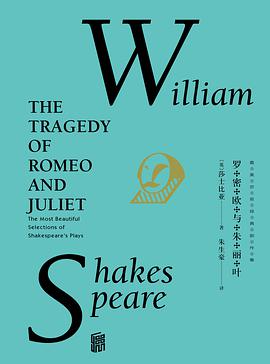 William
THE
TRAGEDY
OF
ROMEO
AND
JULIET
The Most Beautiful
Selections of
Shakespeare's Plays
罗密欧与朱丽叶
[英]莎士比亚 著
朱生豪 译
Shakes
peare